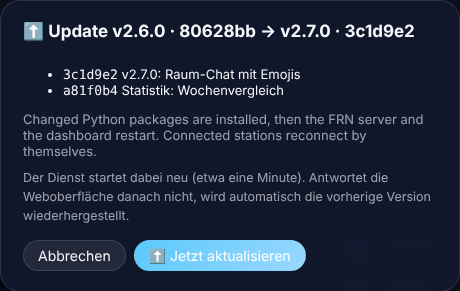 ⬆️ Update v2.6.0 · 80628bb → v2.7.0 · 3c1d9e2
• 3c1d9e2 v2.7.0: Raum-Chat mit Emojis
• a81f0b4 Statistik: Wochenvergleich
Changed Python packages are installed, then the FRN server and
the dashboard restart. Connected stations reconnect by
themselves.
Der Dienst startet dabei neu (etwa eine Minute). Antwortet die
Weboberfläche danach nicht, wird automatisch die vorherige Version
wiederhergestellt.
Abbrechen
⬆️ Jetzt aktualisieren